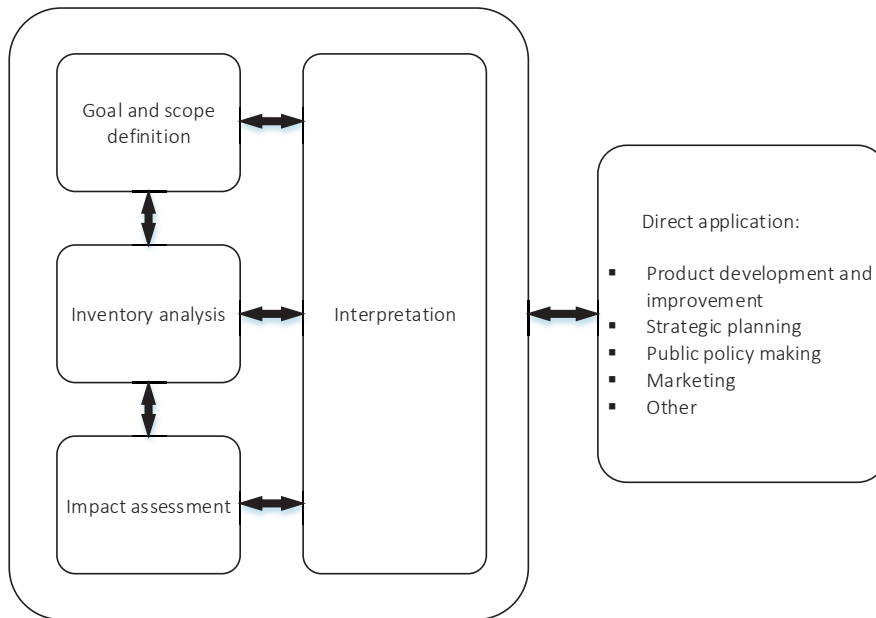 Goal and scope
definition
Inventory analysis
Impact assessment
Interpretation
Direct application:
▪ Product development and
improvement
▪ Strategic planning
▪ Public policy making
▪ Marketing
▪ Other